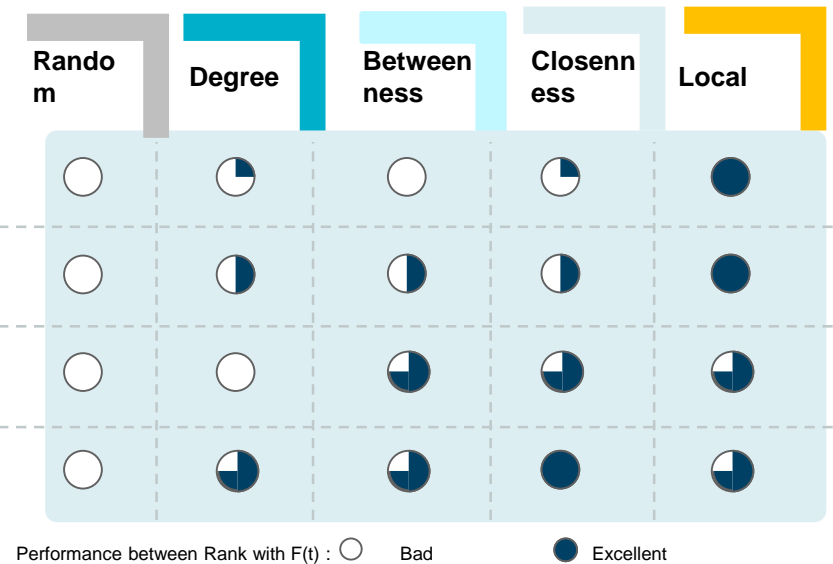 Rando
m
Degree
Between
ness
Closenn
ess
Local
Performance between Rank with F(t) : Bad Excellent